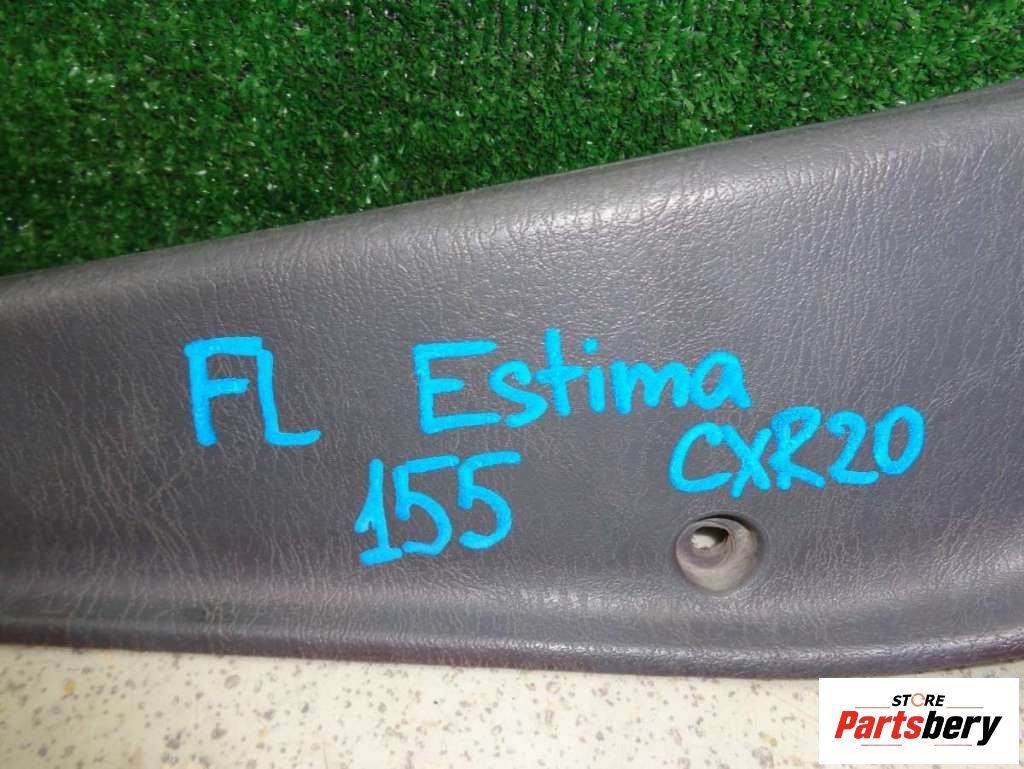 FL Estima
155 CXR20
STORE
Partsbery